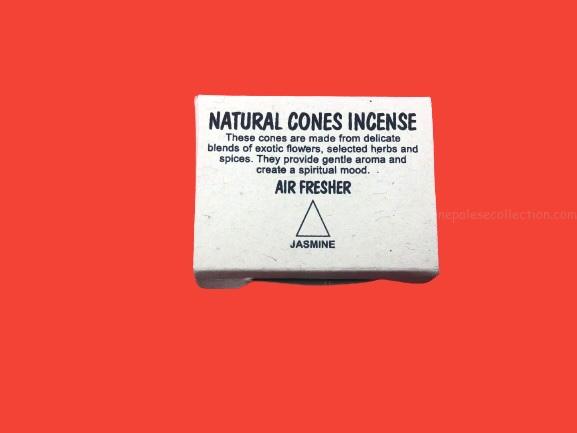 NATURAL CONES INCENSE
These cones are made from delicate
blends of exotic flowers, selected herbs and
spices. They provide gentle aroma and
create a spiritual mood.
AIR FRESHER
JASMINE
nepalesecollection.com